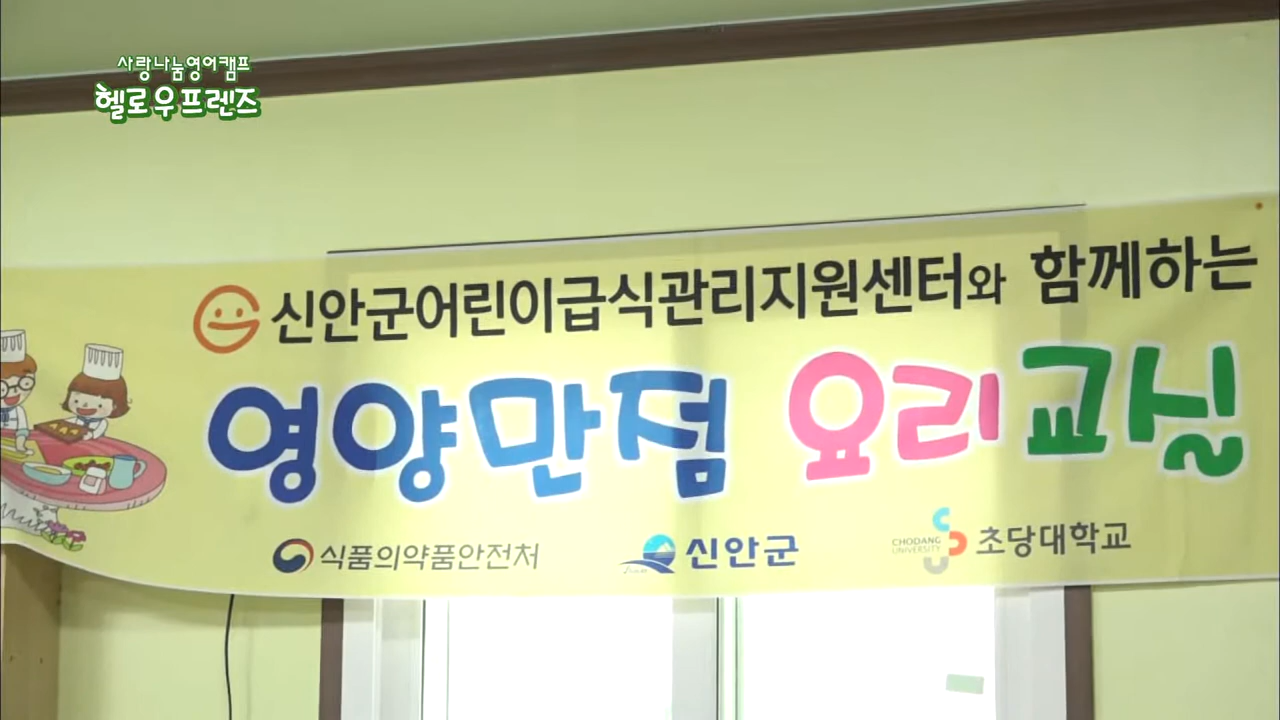 사랑나눔영어캠프
헬로우프렌즈
신안군어린이급식관리지원센터와 함께하는
영양만점 요리교실
식품의약품안전처
신안군
CHODANG
UNIVERSITY
초당대학교